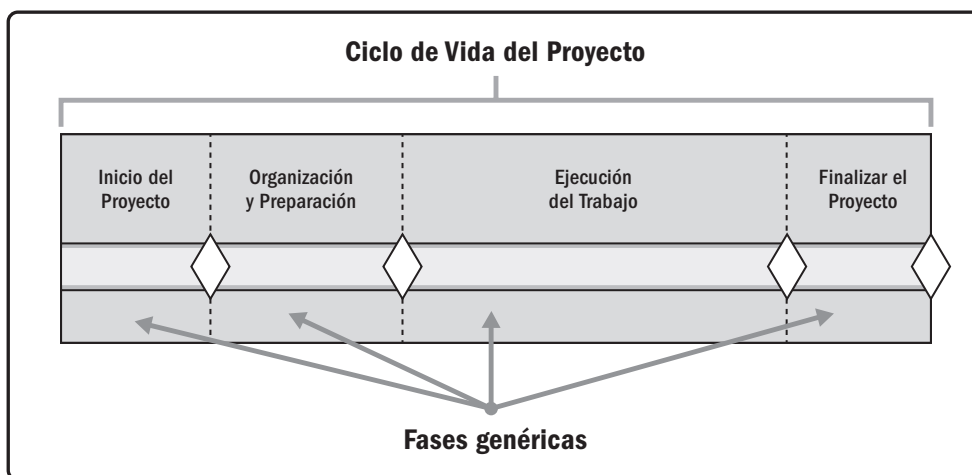 Ciclo de Vida del Proyecto
Inicio del
Proyecto
Organización
y Preparación
Ejecución
del Trabajo
Finalizar el
Proyecto
Fases genéricas